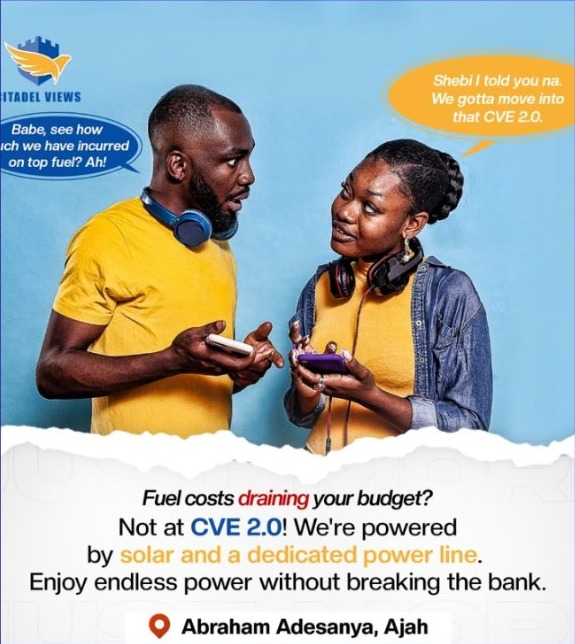 CITADEL VIEWS
Babe, see how
we have incurred
on top fuel? Ah!
Shebi I told you na.
We gotta move into
that CVE 2.0.
Fuel costs draining your budget?
Not at CVE 2.0! We're powered
by solar and a dedicated power line.
Enjoy endless power without breaking the bank.
Abraham Adesanya, Ajah